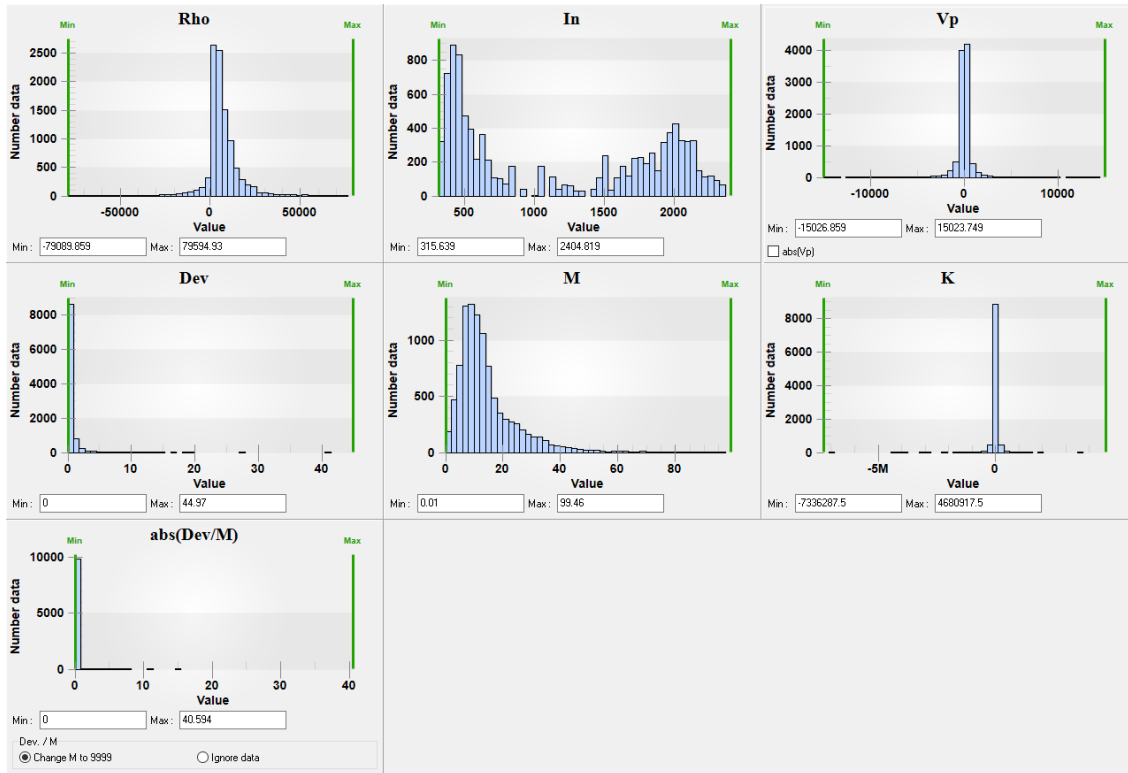 Rho
Min
Max
Number data
2500
2000
1500
1000
500
0
-50000
0
50000
Value
Min : -79089.859 Max : 79594.93
In
Min
Max
Number data
800
600
400
200
0
500
1000
1500
2000
Value
Min : 315.639 Max : 2404.819
Vp
Min
Max
Number data
4000
3000
2000
1000
0
-10000
0
10000
Value
Min : -15026.859 Max : 15023.749
abs(Vp)
Dev
Min
Max
Number data
8000
6000
4000
2000
0
0
10
20
30
40
Value
Min : 0 Max : 44.97
M
Min
Max
Number data
1000
500
0
0
20
40
60
80
Value
Min : 0.01 Max : 99.46
K
Min
Max
Number data
8000
6000
4000
2000
0
-5M
0
Value
Min : -7336287.5 Max : 4680917.5
abs(Dev/M)
Min
Max
Number data
10000
5000
0
0
10
20
30
40
Value
Min : 0 Max : 40.594
Dev. / M
Change M to 9999 Ignore data